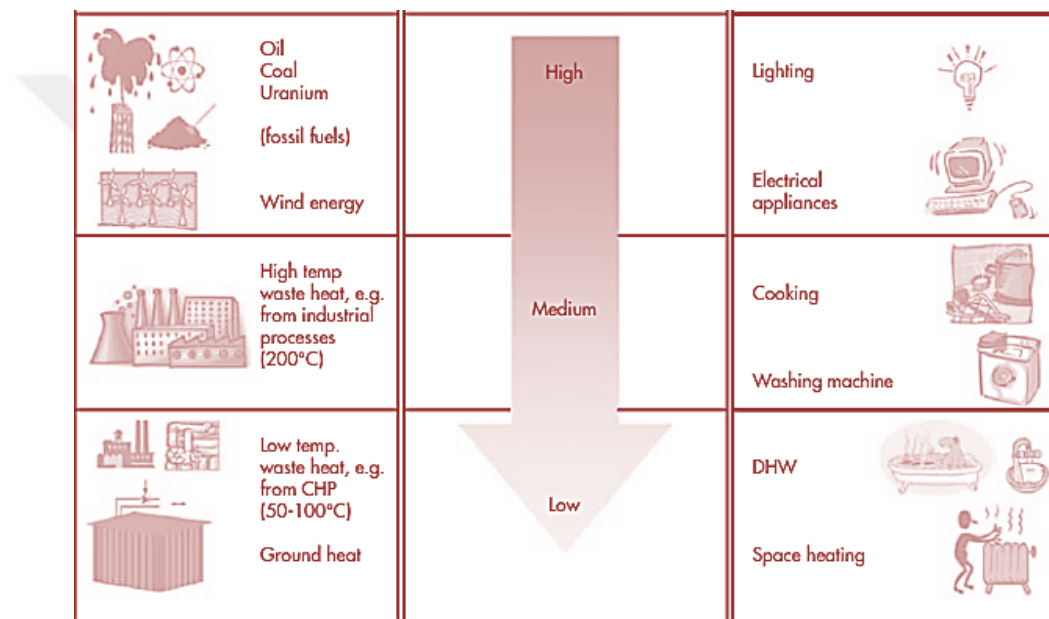 Oil
Coal
Uranium
(fossil fuels)
Wind energy
High
Lighting
Electrical
appliances
High temp
waste heat, e.g.
from industrial
processes
(200°C)
Medium
Cooking
Washing machine
Low temp.
waste heat, e.g.
from CHP
(50-100°C)
Ground heat
Low
DHW
Space heating